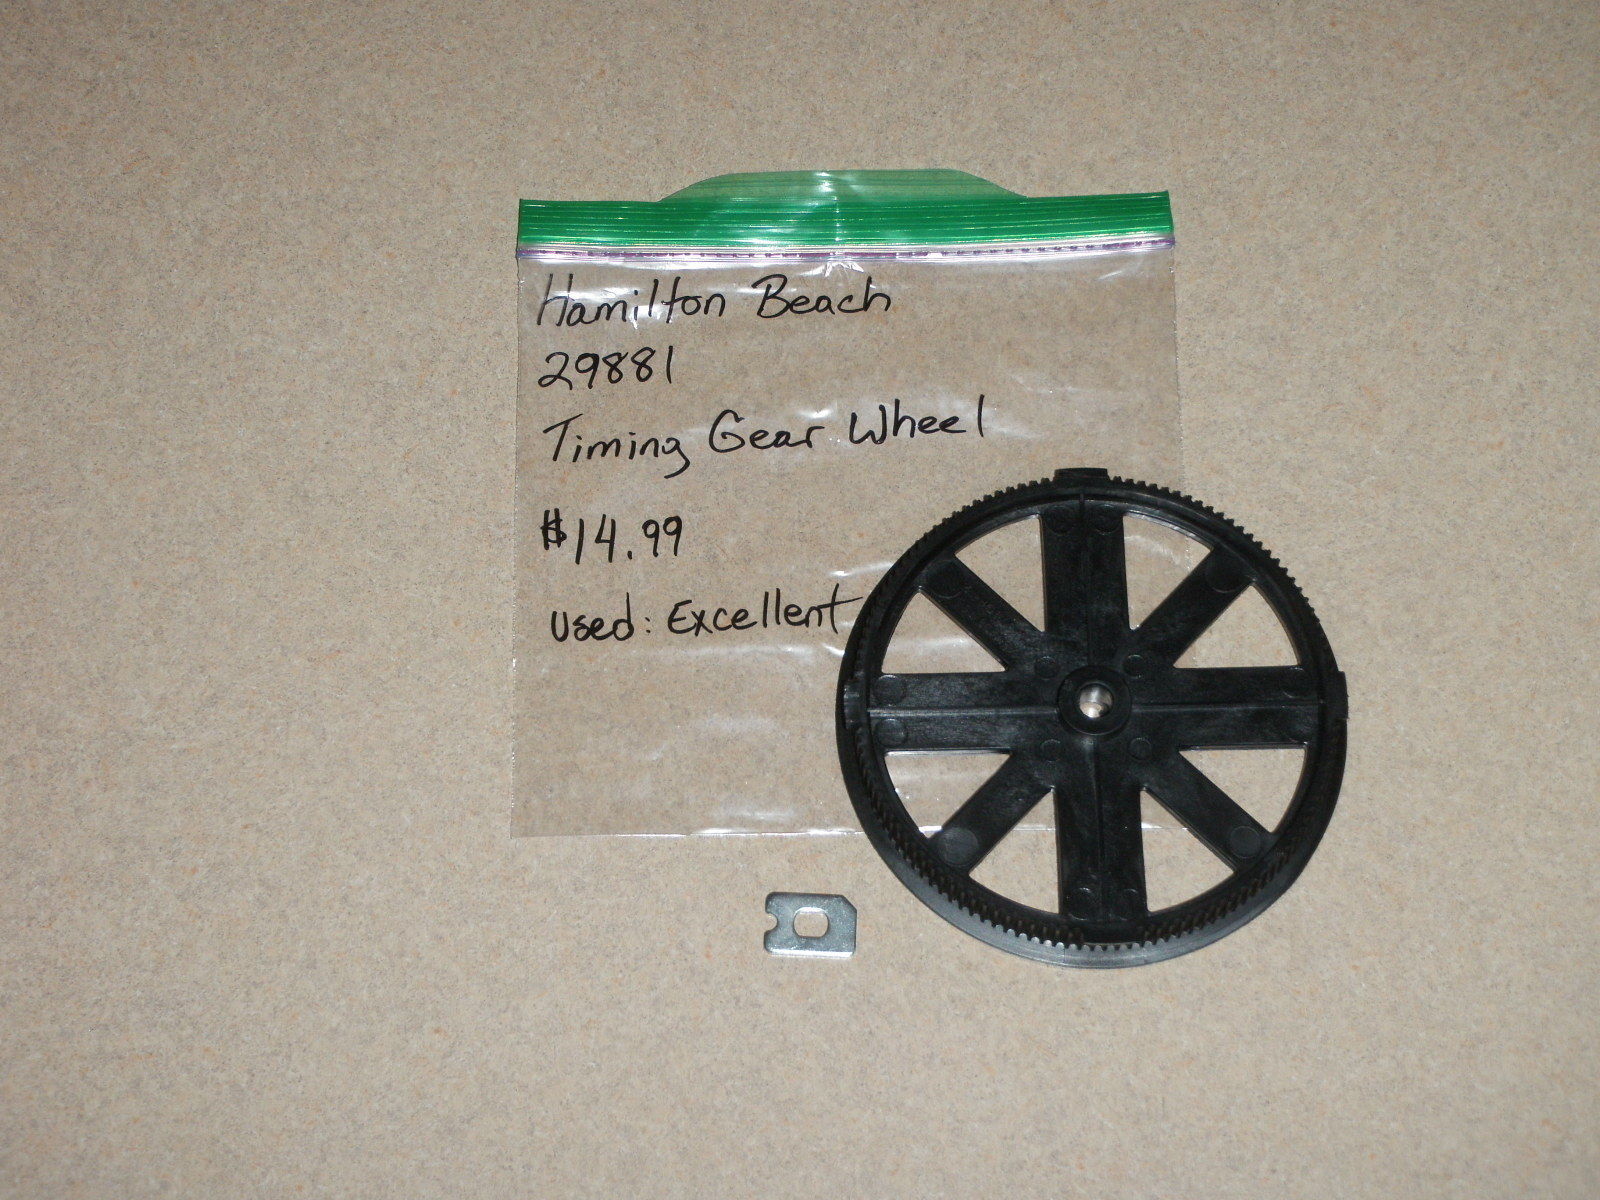 Hamilton Beach
29881
Timing Gear Wheel
$14.99
used: Excellent